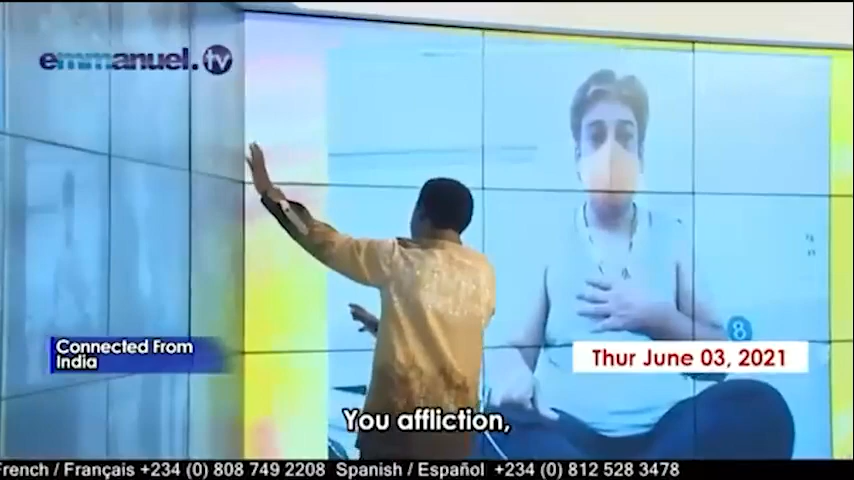 emmanuel.tv
8
Connected From
India
Thur June 03, 2021
You affliction,
French / Français +234 (0) 808 749 2208 Spanish / Español +234 (0) 812 528 3478